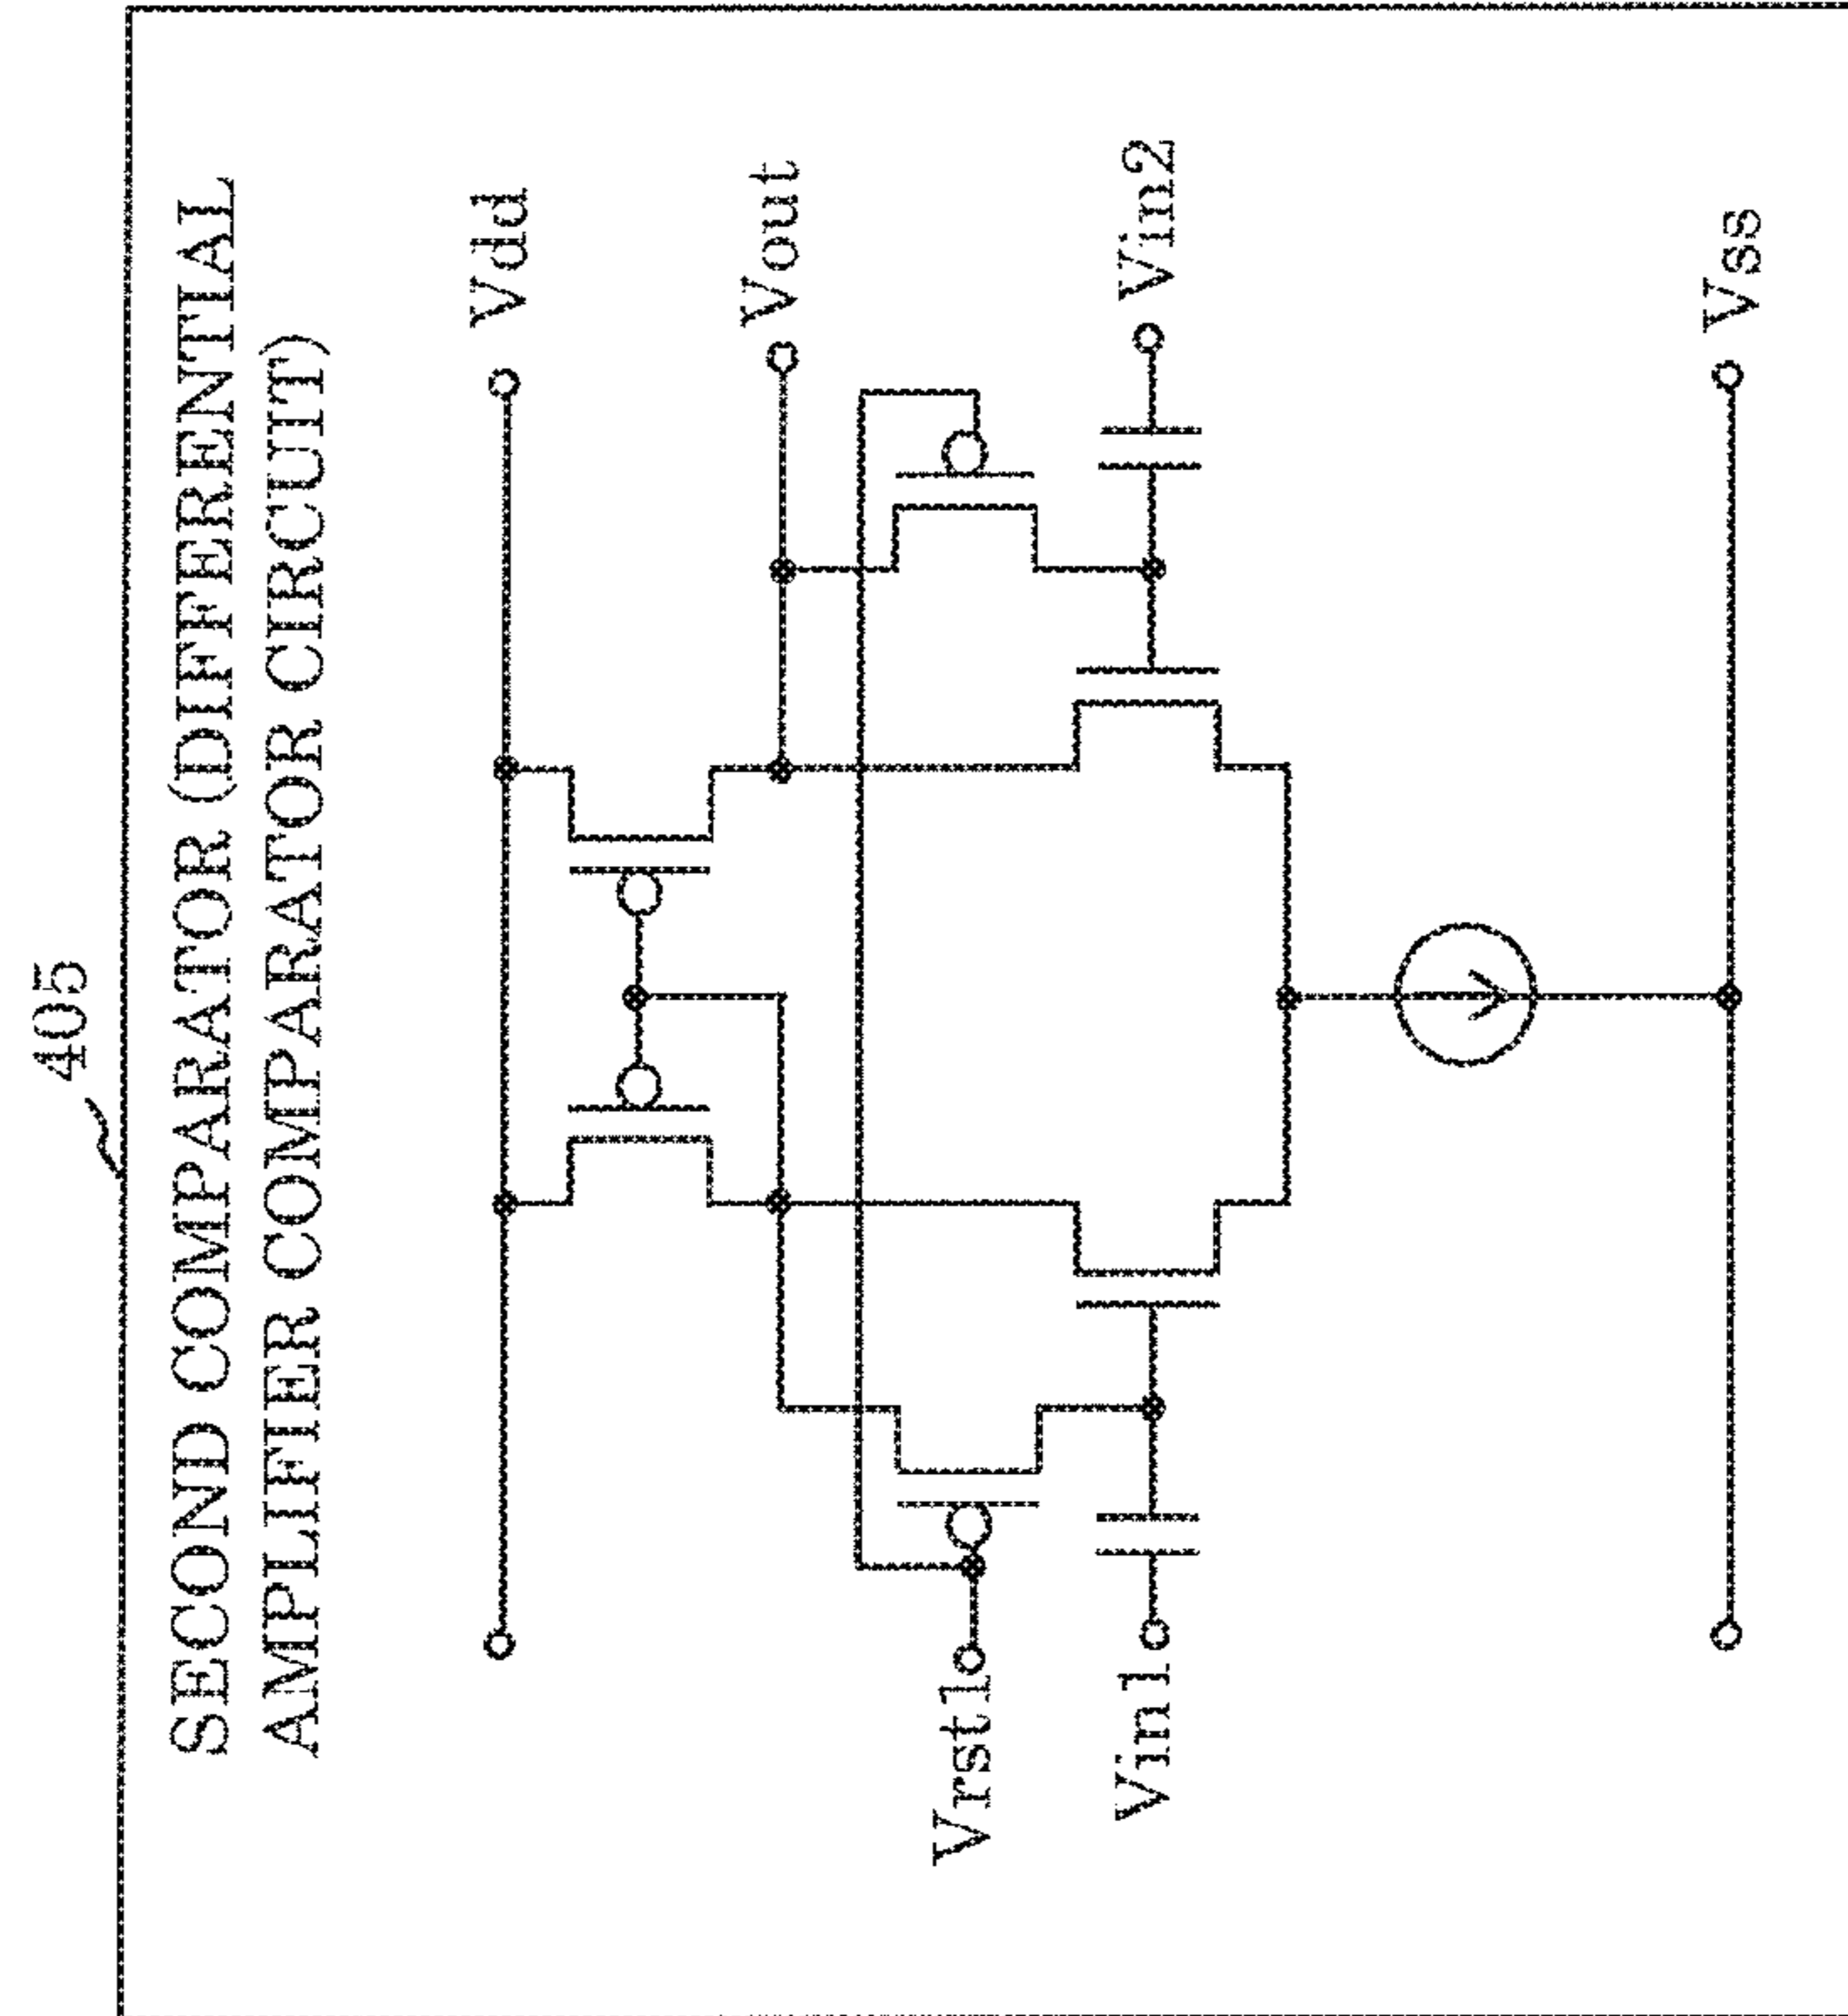 405
SECOND COMPARATOR (DIFFERENTIAL
AMPLIFIER COMPARATOR CIRCUIT)
Vdd
Vout
Vrst1
Vin1
Vin2
Vss